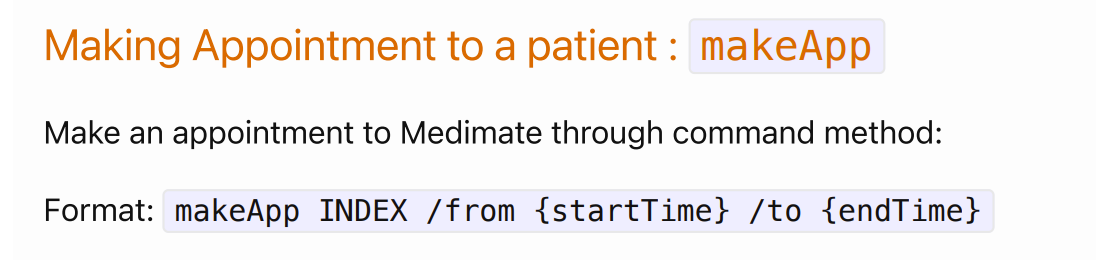 Making Appointment to a patient : makeApp
Make an appointment to Medimate through command method:
Format: makeApp INDEX /from {startTime} /to {endTime}